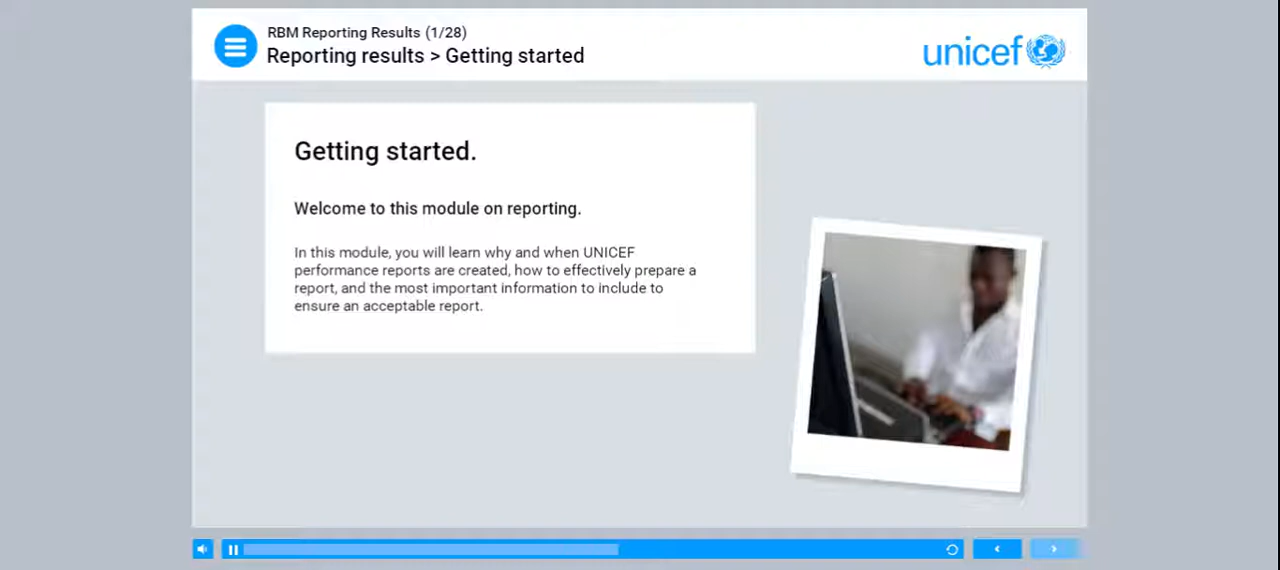 RBM Reporting Results (1/28)
Reporting results > Getting started
unicef
Getting started.
Welcome to this module on reporting.
In this module, you will learn why and when UNICEF
performance reports are created, how to effectively prepare a
report, and the most important information to include to
ensure an acceptable report.